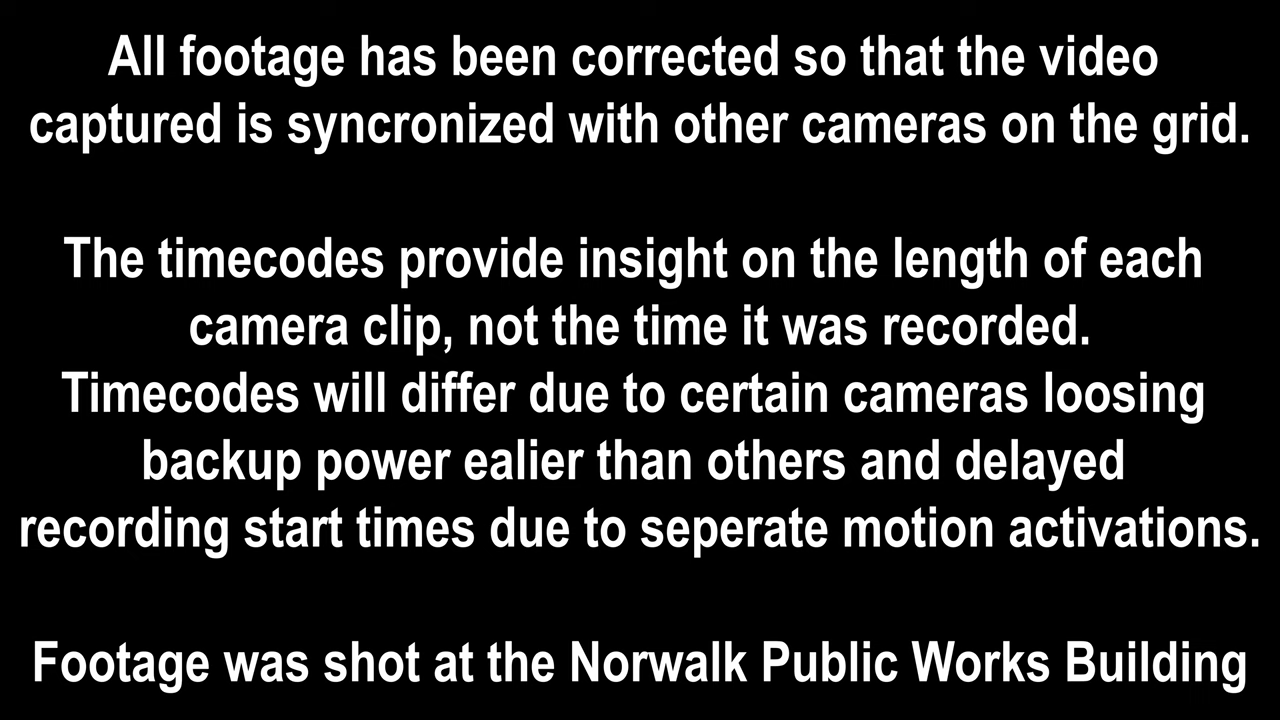 All footage has been corrected so that the video
captured is syncronized with other cameras on the grid.
The timecodes provide insight on the length of each
camera clip, not the time it was recorded.
Timecodes will differ due to certain cameras loosing
backup power ealier than others and delayed
recording start times due to seperate motion activations.
Footage was shot at the Norwalk Public Works Building